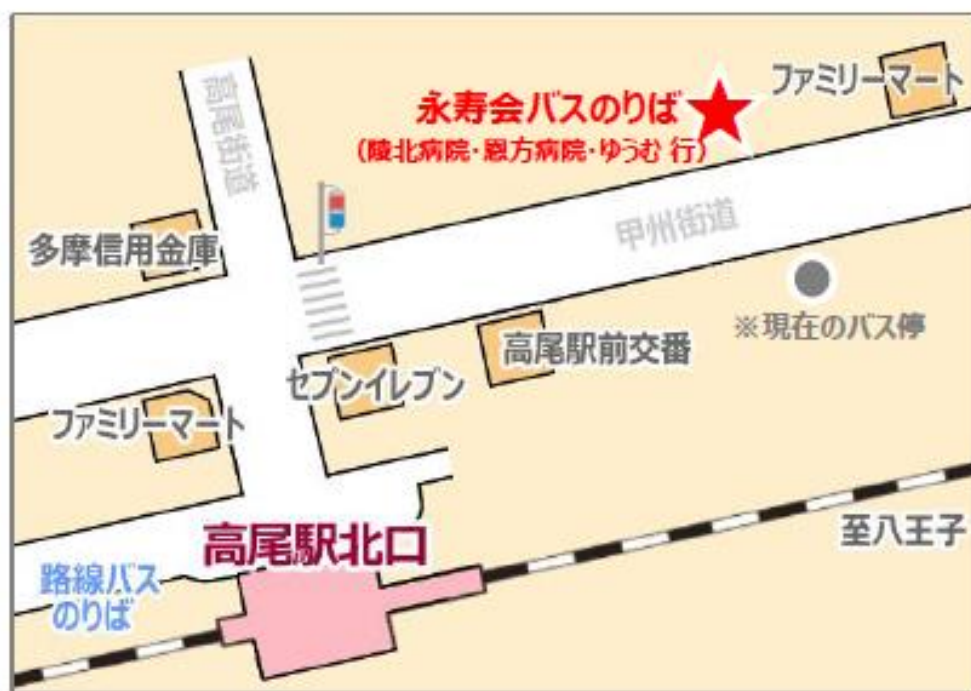 ファミリーマート
永寿会バスのりば
（陵北病院・恩方病院・ゆうむ 行）
高尾街道
甲州街道
多摩信用金庫
※現在のバス停
高尾駅前交番
セブンイレブン
ファミリーマート
高尾駅北口
至八王子
路線バス
のりば